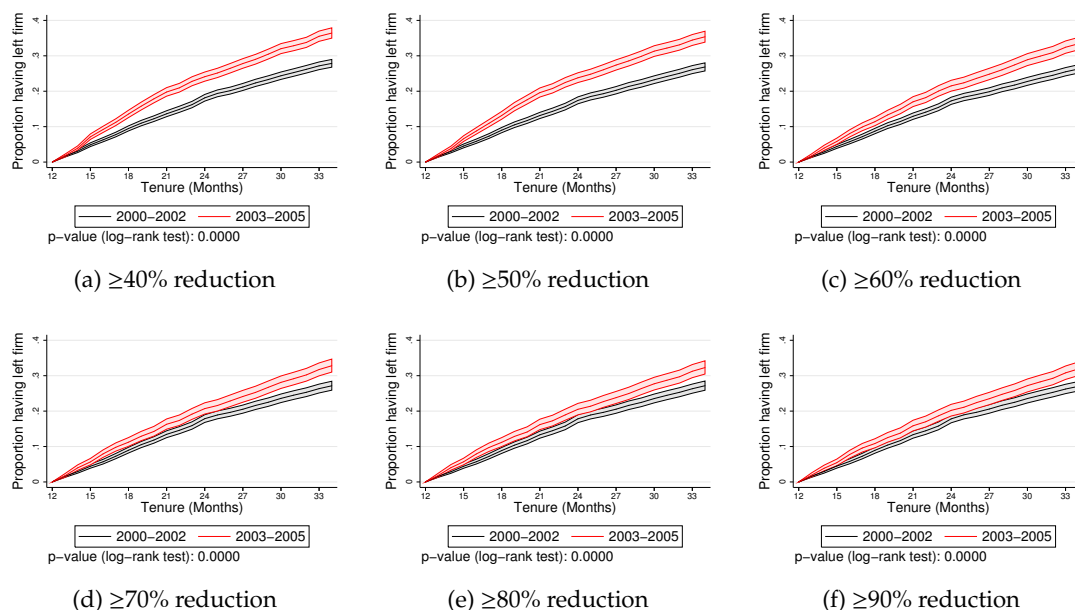 Proportion having left firm
0 .1 .2 .3 .4
12 15 18 21 24 27 30 33
Tenure (Months)
2000−2002 2003−2005
p−value (log−rank test): 0.0000
(a) ≥40% reduction
Proportion having left firm
0 .1 .2 .3 .4
12 15 18 21 24 27 30 33
Tenure (Months)
2000−2002 2003−2005
p−value (log−rank test): 0.0000
(b) ≥50% reduction
Proportion having left firm
0 .1 .2 .3 .4
12 15 18 21 24 27 30 33
Tenure (Months)
2000−2002 2003−2005
p−value (log−rank test): 0.0000
(c) ≥60% reduction
Proportion having left firm
0 .1 .2 .3 .4
12 15 18 21 24 27 30 33
Tenure (Months)
2000−2002 2003−2005
p−value (log−rank test): 0.0000
(d) ≥70% reduction
Proportion having left firm
0 .1 .2 .3 .4
12 15 18 21 24 27 30 33
Tenure (Months)
2000−2002 2003−2005
p−value (log−rank test): 0.0000
(e) ≥80% reduction
Proportion having left firm
0 .1 .2 .3 .4
12 15 18 21 24 27 30 33
Tenure (Months)
2000−2002 2003−2005
p−value (log−rank test): 0.0000
(f) ≥90% reduction